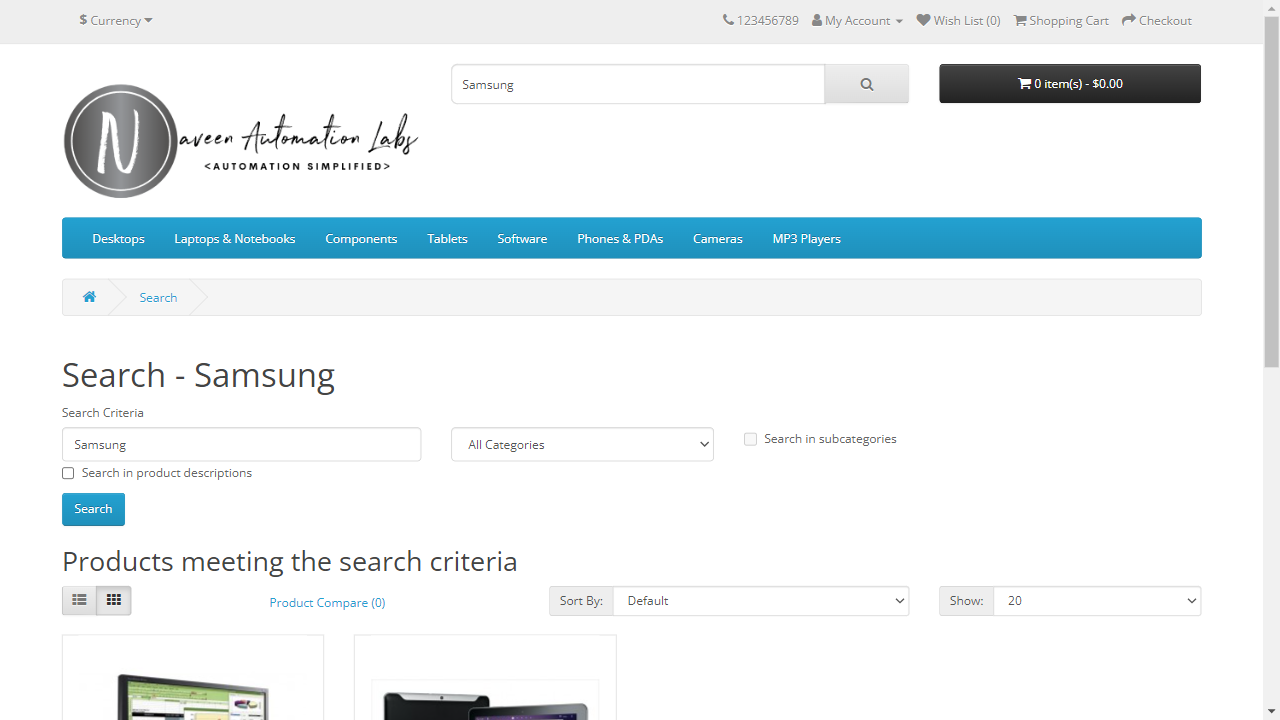 $ Currency
123456789 My Account Wish List (0) Shopping Cart Checkout
Samsung
0 item(s) - $0.00
N
aveen Automation Labs
<AUTOMATION SIMPLIFIED>
Desktops Laptops & Notebooks Components Tablets Software Phones & PDAs Cameras MP3 Players
Search
Search - Samsung
Search Criteria
Samsung All Categories Search in subcategories
Search in product descriptions
Search
Products meeting the search criteria
Product Compare (0) Sort By: Default Show: 20